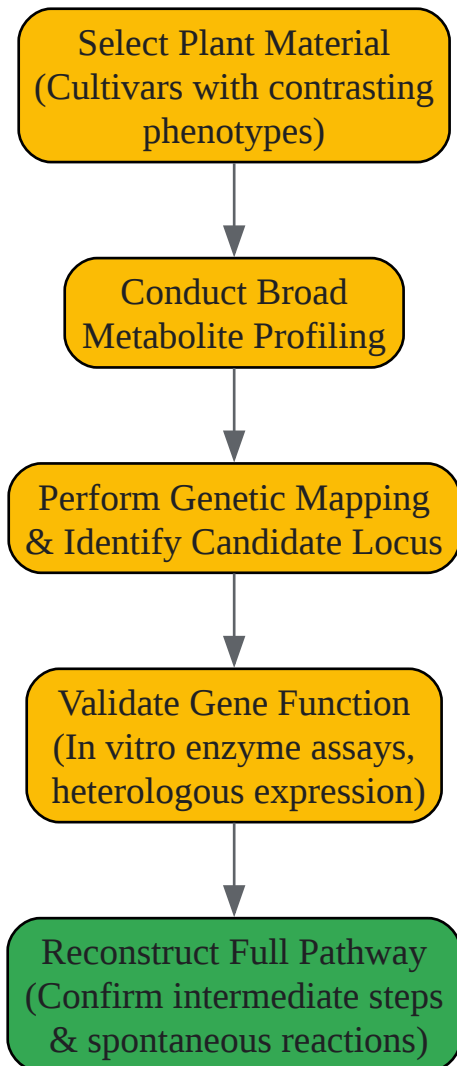 Select Plant Material
(Cultivars with contrasting
phenotypes)
Conduct Broad
Metabolite Profiling
Perform Genetic Mapping
& Identify Candidate Locus
Validate Gene Function
(In vitro enzyme assays,
heterologous expression)
Reconstruct Full Pathway
(Confirm intermediate steps
& spontaneous reactions)